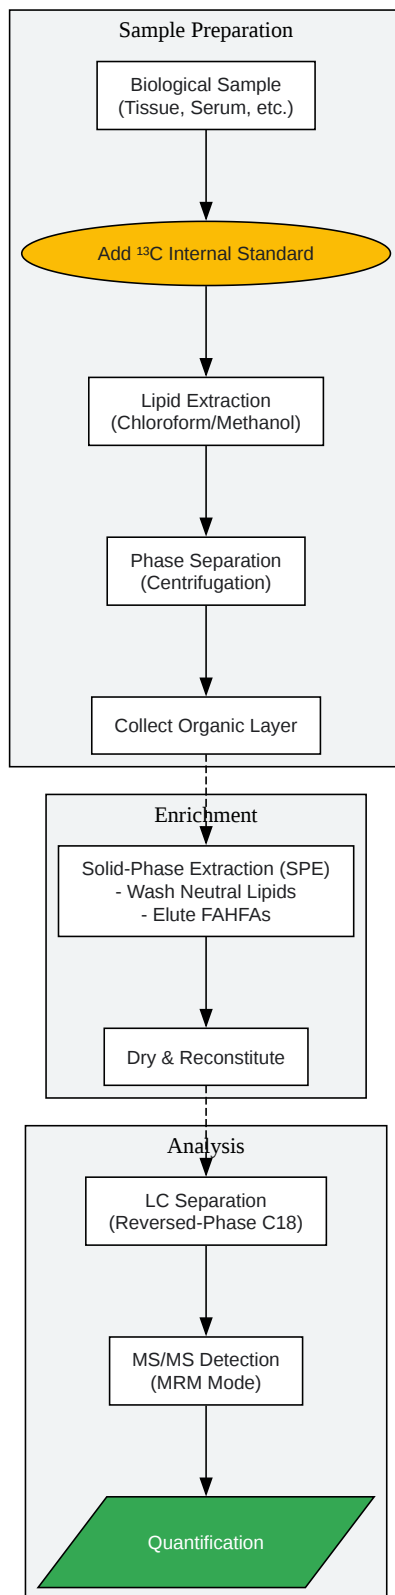 Sample Preparation
Biological Sample
(Tissue, Serum, etc.)
Add ¹³C Internal Standard
Lipid Extraction
(Chloroform/Methanol)
Phase Separation
(Centrifugation)
Collect Organic Layer
Enrichment
Solid-Phase Extraction (SPE)
- Wash Neutral Lipids
- Elute FAHFAs
Dry & Reconstitute
Analysis
LC Separation
(Reversed-Phase C18)
MS/MS Detection
(MRM Mode)
Quantification